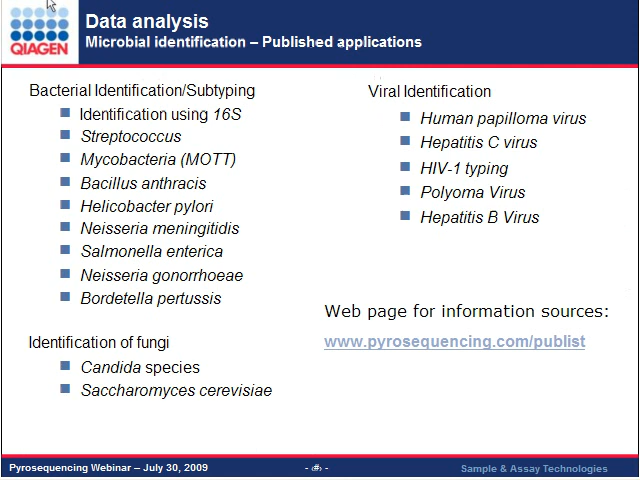 QIAGEN
Data analysis
Microbial identification – Published applications
Bacterial Identification/Subtyping
Identification using 16S
Streptococcus
Mycobacteria (MOTT)
Bacillus anthracis
Helicobacter pylori
Neisseria meningitidis
Salmonella enterica
Neisseria gonorrhoeae
Bordetella pertussis
Identification of fungi
Candida species
Saccharomyces cerevisiae
Viral Identification
Human papilloma virus
Hepatitis C virus
HIV-1 typing
Polyoma Virus
Hepatitis B Virus
Web page for information sources:
www.pyrosequencing.com/publist
Pyrosequencing Webinar – July 30, 2009
- ‹#› -
Sample & Assay Technologies